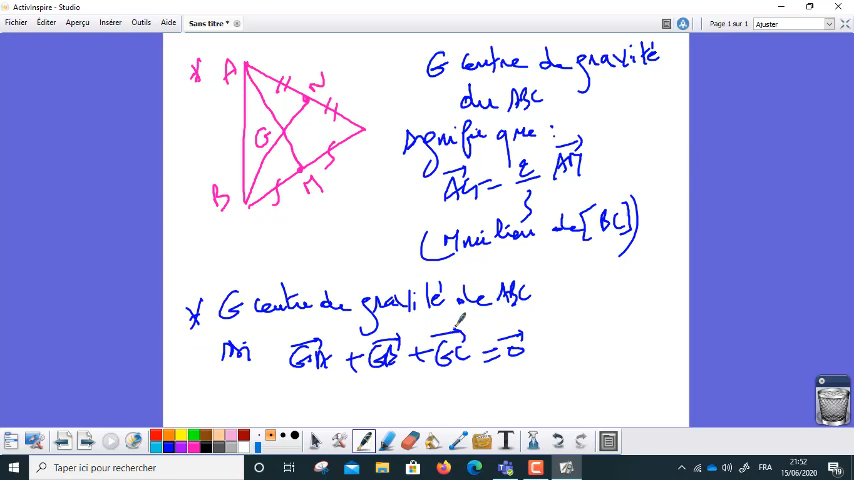 ActivInspire - Studio
Fichier Éditer Aperçu Insérer Outils Aide Sans titre * Page 1 sur 1 Ajuster
* A N
G
B M
G centre de gravité
du ABC
signifie que :
AG = 2/3 AM
(M milieu de [BC])
* G centre de gravité de ABC
ssi GA + GB + GC = 0
Taper ici pour rechercher
FRA
21:52
15/06/2020
19